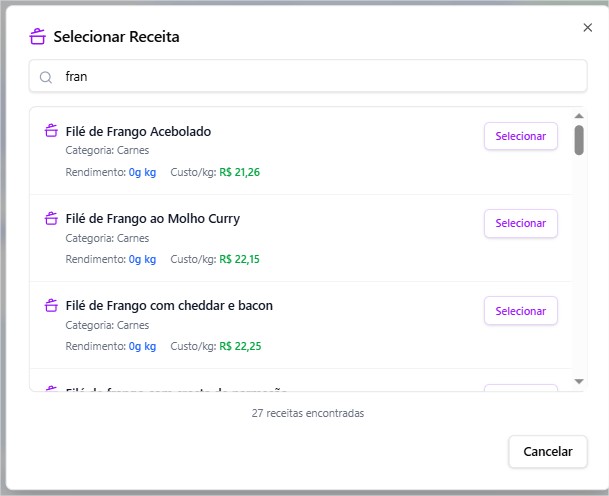 Selecionar Receita
fran
Filé de Frango Acebolado
Selecionar
Categoria: Carnes
Rendimento: 0g kg Custo/kg: R$ 21,26
Filé de Frango ao Molho Curry
Selecionar
Categoria: Carnes
Rendimento: 0g kg Custo/kg: R$ 22,15
Filé de Frango com cheddar e bacon
Selecionar
Categoria: Carnes
Rendimento: 0g kg Custo/kg: R$ 22,25
27 receitas encontradas
Cancelar